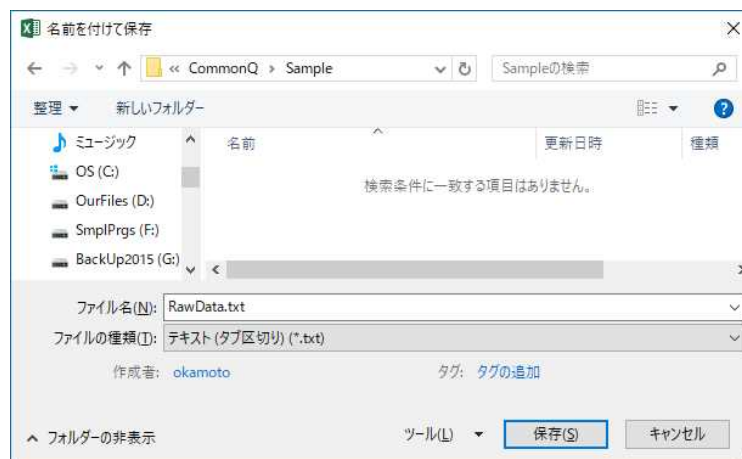 名前を付けて保存
« CommonQ › Sample
Sampleの検索
整理 新しいフォルダー
名前 更新日時 種類
ミュージック
OS (C:)
OurFiles (D:)
SmplPrgs (F:)
BackUp2015 (G:)
検索条件に一致する項目はありません。
ファイル名(N): RawData.txt
ファイルの種類(T): テキスト (タブ区切り) (*.txt)
作成者: okamoto タグ: タグの追加
フォルダーの非表示 ツール(L) 保存(S) キャンセル